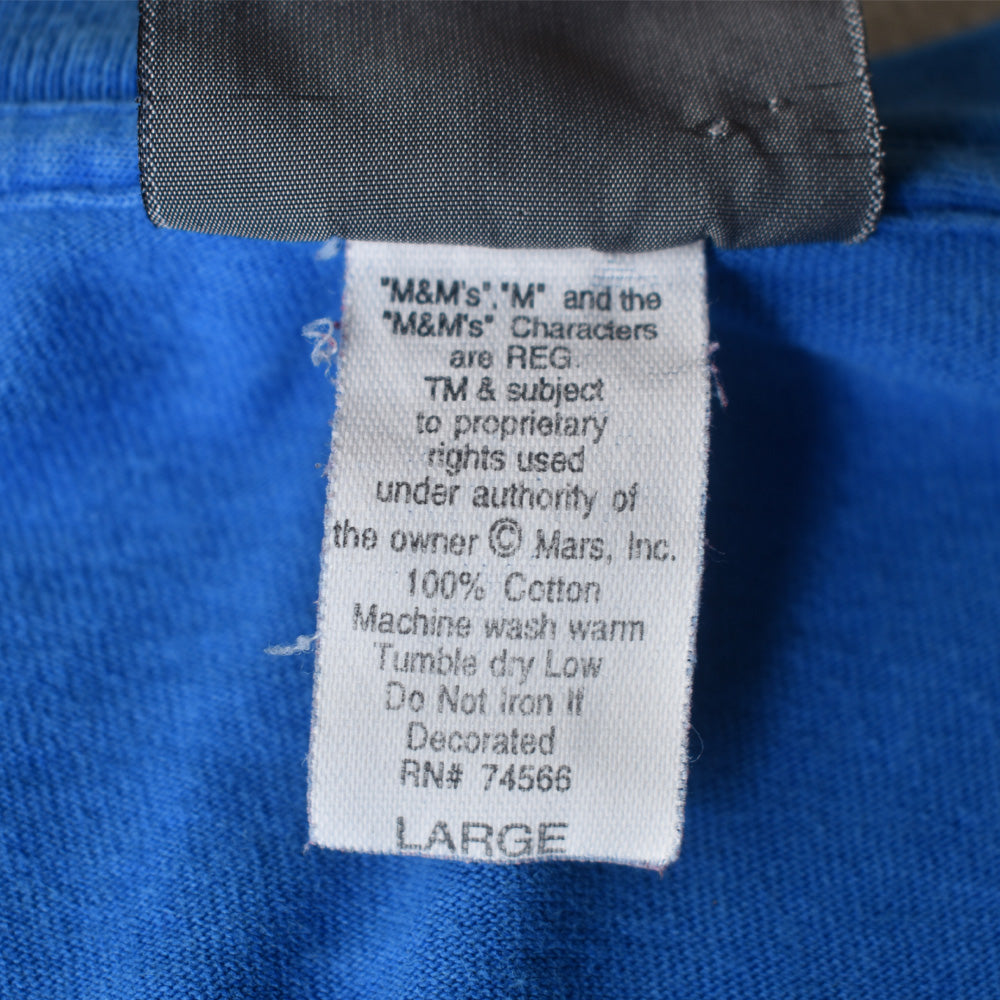 "M&M's"."M" and the
"M&M's" Characters
are REG.
TM & subject
to proprietary
rights used
under authority of
the owner © Mars, Inc.
100% Cotton
Machine wash warm
Tumble dry Low
Do Not Iron If
Decorated
RN# 74566
LARGE